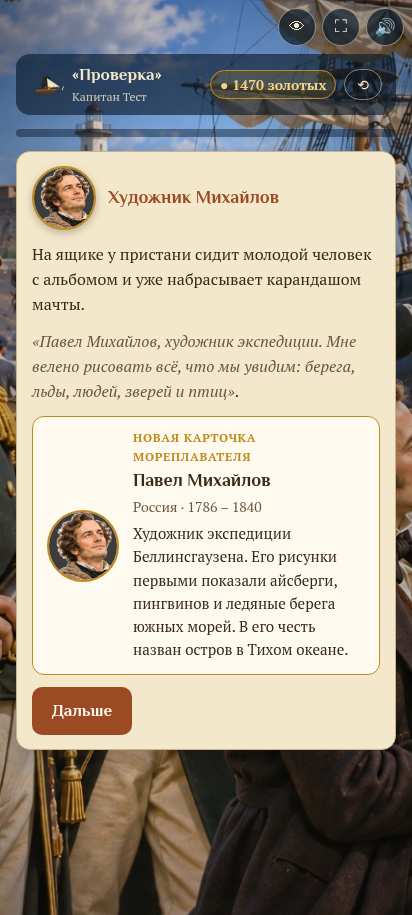 «Проверка»
Капитан Тест
● 1470 золотых
Художник Михайлов
На ящике у пристани сидит молодой человек
с альбомом и уже набрасывает карандашом
мачты.
«Павел Михайлов, художник экспедиции. Мне
велено рисовать всё, что мы увидим: берега,
льды, людей, зверей и птиц».
НОВАЯ КАРТОЧКА
МОРЕПЛАВАТЕЛЯ
Павел Михайлов
Россия · 1786 – 1840
Художник экспедиции
Беллинсгаузена. Его рисунки
первыми показали айсберги,
пингвинов и ледяные берега
южных морей. В его честь
назван остров в Тихом океане.
Дальше